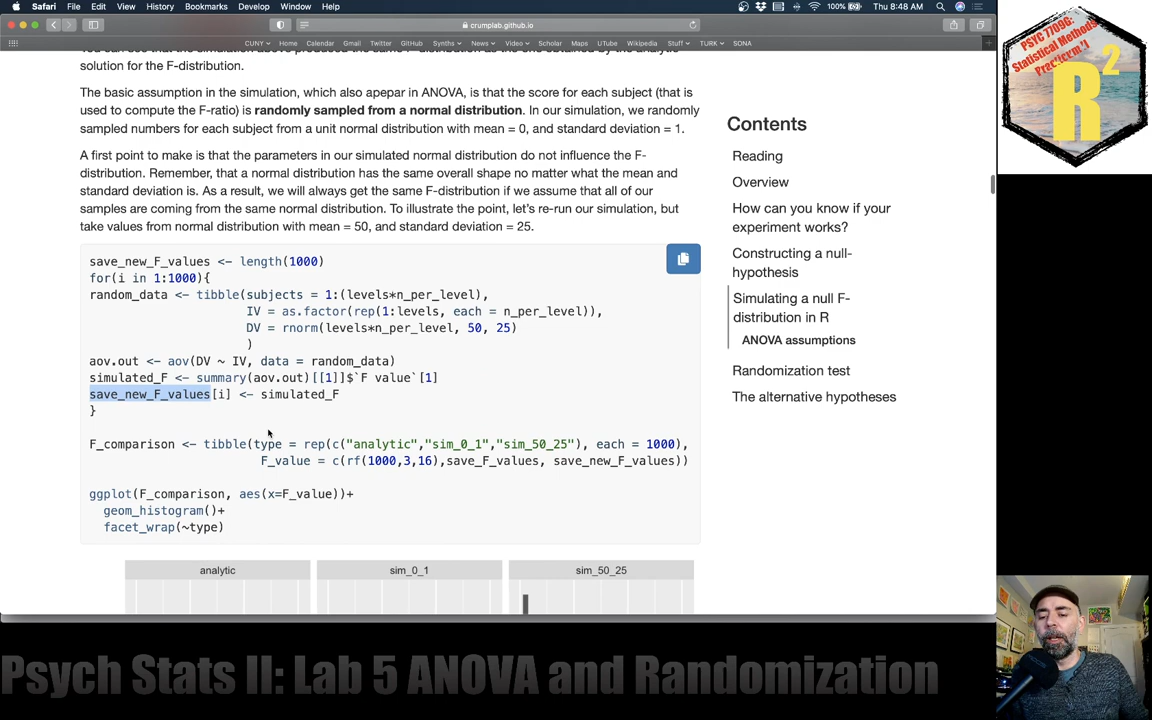 Safari File Edit View History Bookmarks Develop Window Help
100% Thu 8:48 AM
crumplab.github.io
CUNY Home Calendar Gmail Twitter GitHub Synths News Video Scholar Maps UTube Wikipedia Stuff TURK SONA
solution for the F-distribution.
The basic assumption in the simulation, which also apepar in ANOVA, is that the score for each subject (that is
used to compute the F-ratio) is randomly sampled from a normal distribution. In our simulation, we randomly
sampled numbers for each subject from a unit normal distribution with mean = 0, and standard deviation = 1.
A first point to make is that the parameters in our simulated normal distribution do not influence the F-
distribution. Remember, that a normal distribution has the same overall shape no matter what the mean and
standard deviation is. As a result, we will always get the same F-distribution if we assume that all of our
samples are coming from the same normal distribution. To illustrate the point, let's re-run our simulation, but
take values from normal distribution with mean = 50, and standard deviation = 25.
save_new_F_values <- length(1000)
for(i in 1:1000){
random_data <- tibble(subjects = 1:(levels*n_per_level),
IV = as.factor(rep(1:levels, each = n_per_level)),
DV = rnorm(levels*n_per_level, 50, 25)
)
aov.out <- aov(DV ~ IV, data = random_data)
simulated_F <- summary(aov.out)[[1]]$`F value`[1]
save_new_F_values[i] <- simulated_F
}
F_comparison <- tibble(type = rep(c("analytic","sim_0_1","sim_50_25"), each = 1000),
F_value = c(rf(1000,3,16),save_F_values, save_new_F_values))
ggplot(F_comparison, aes(x=F_value))+
geom_histogram()+
facet_wrap(~type)
analytic sim_0_1 sim_50_25
Contents
Reading
Overview
How can you know if your
experiment works?
Constructing a null-
hypothesis
Simulating a null F-
distribution in R
ANOVA assumptions
Randomization test
The alternative hypotheses
PSYC 7709G:
Statistical Methods
Practicum I
R2
Psych Stats II: Lab 5 ANOVA and Randomization